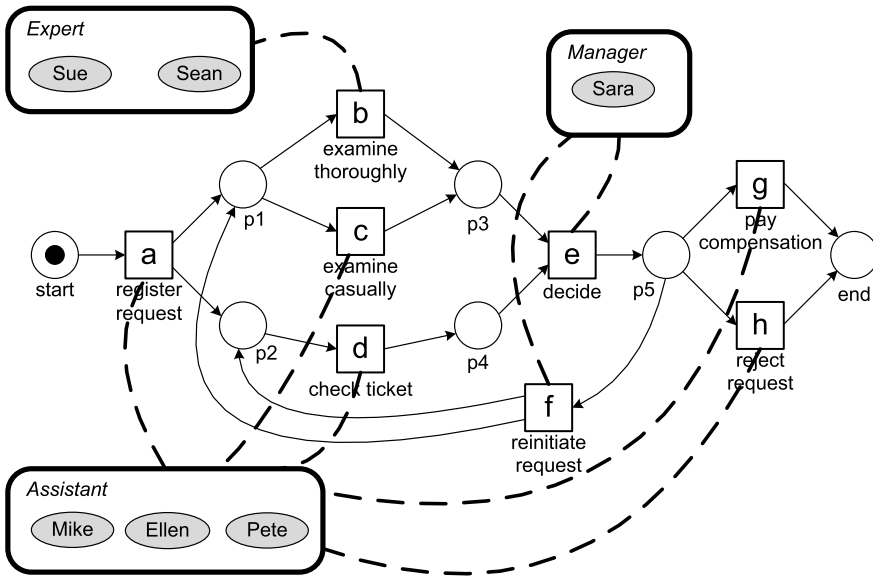 Expert
Sue
Sean
Manager
Sara
b
examine
thoroughly
g
pay
compensation
p1
p3
c
examine
casually
a
register
request
start
e
decide
p5
end
p2
d
check ticket
p4
h
reject
request
f
reinitiate
request
Assistant
Mike
Ellen
Pete